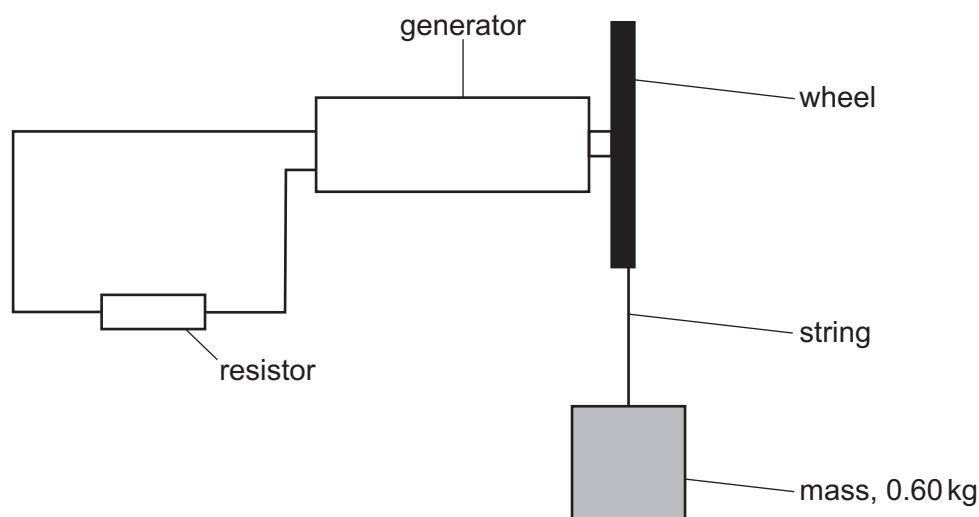 generator
wheel
string
resistor
mass, 0.60 kg